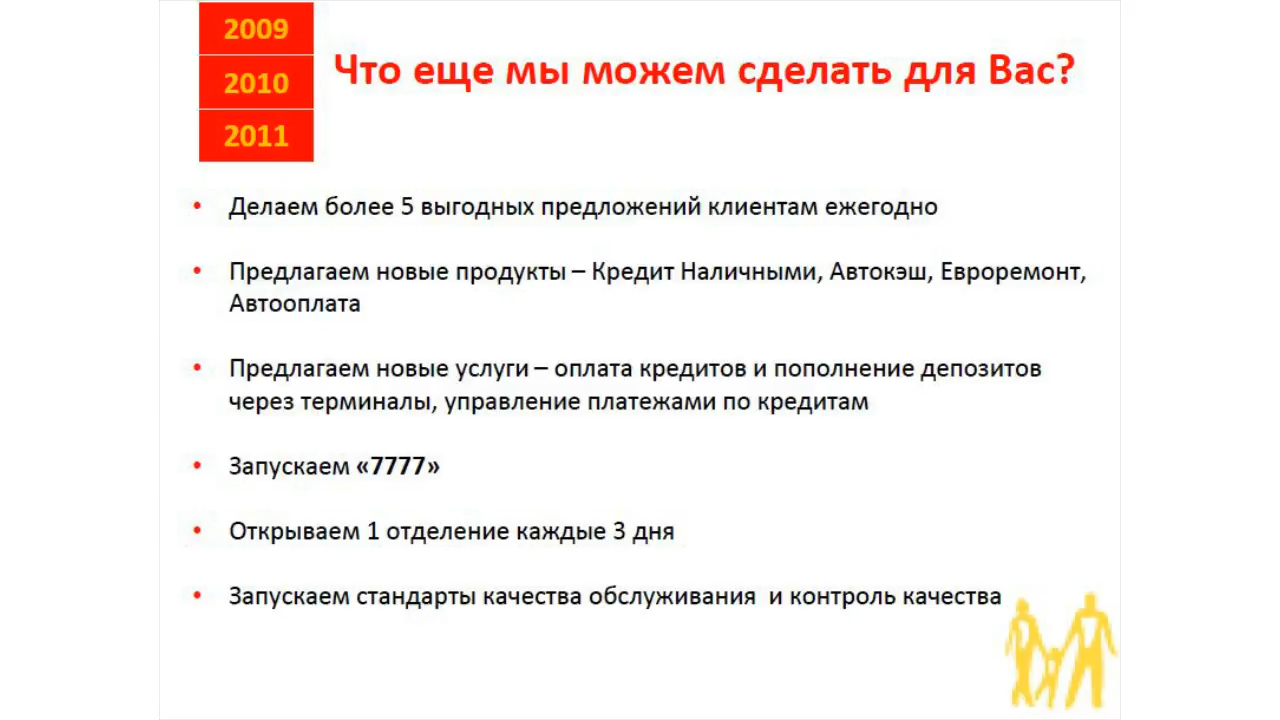 2009
2010
2011
Что еще мы можем сделать для Вас?
• Делаем более 5 выгодных предложений клиентам ежегодно
• Предлагаем новые продукты – Кредит Наличными, Автокэш, Евроремонт,
Автооплата
• Предлагаем новые услуги – оплата кредитов и пополнение депозитов
через терминалы, управление платежами по кредитам
• Запускаем «7777»
• Открываем 1 отделение каждые 3 дня
• Запускаем стандарты качества обслуживания и контроль качества